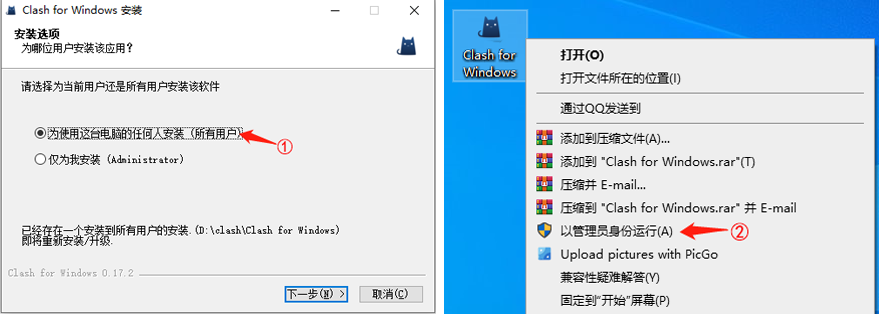 Clash for Windows 安装
安装选项
为哪位用户安装该应用?
请选择为当前用户还是所有用户安装该软件
为使用这台电脑的任何人安装 (所有用户)
①
仅为我安装 (Administrator)
已经存在一个安装到所有用户的安装.(D:\clash\Clash for Windows)
即将重新安装/升级.
Clash for Windows 0.17.2
下一步(N) >
取消(C)
Clash for
Windows
打开(O)
打开文件所在的位置(I)
通过QQ发送到
添加到压缩文件(A)...
添加到 "Clash for Windows.rar"(T)
压缩并 E-mail...
压缩到 "Clash for Windows.rar" 并 E-mail
以管理员身份运行(A)
②
Upload pictures with PicGo
兼容性疑难解答(Y)
固定到"开始"屏幕(P)